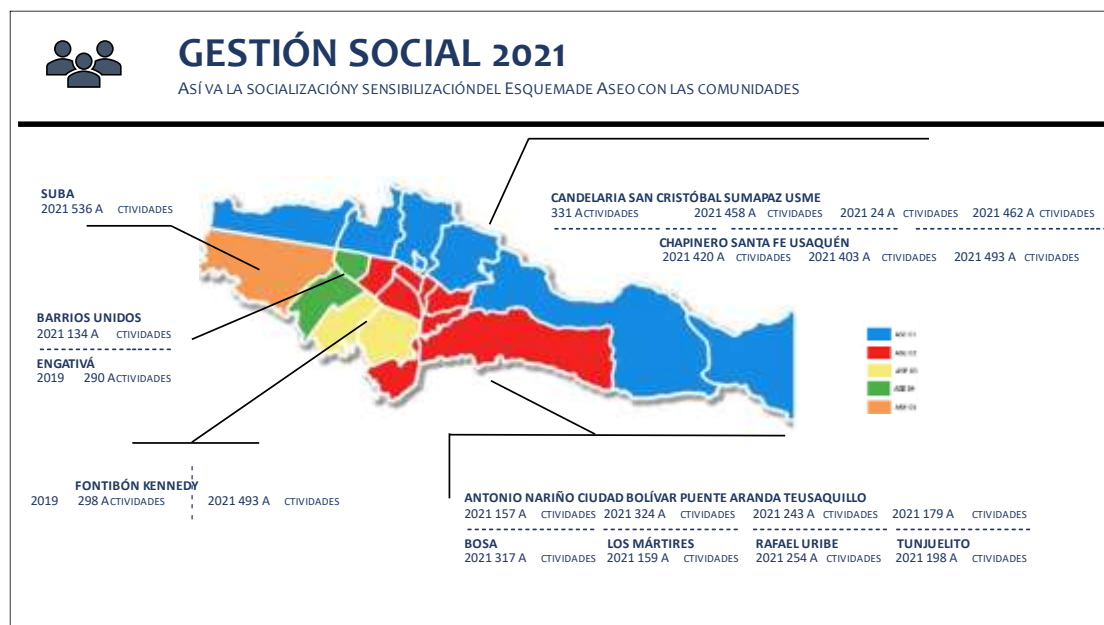 GESTIÓN SOCIAL 2021
ASÍ VA LA SOCIALIZACIÓNY SENSIBILIZACIÓNDEL ESQUEMADE ASEO CON LAS COMUNIDADES
SUBA
2021 536 A CTIVIDADES
CANDELARIA SAN CRISTÓBAL SUMAPAZ USME
331 ACTIVIDADES 2021 458 A CTIVIDADES 2021 24 A CTIVIDADES 2021 462 A CTIVIDADES
CHAPINERO SANTA FE USAQUÉN
2021 420 A CTIVIDADES 2021 403 A CTIVIDADES 2021 493 A CTIVIDADES
BARRIOS UNIDOS
2021 134 A CTIVIDADES
ENGATIVÁ
2019 290 ACTIVIDADES
FONTIBÓN KENNEDY
2019 298 ACTIVIDADES 2021 493 A CTIVIDADES
ANTONIO NARIÑO CIUDAD BOLÍVAR PUENTE ARANDA TEUSAQUILLO
2021 157 A CTIVIDADES 2021 324 A CTIVIDADES 2021 243 A CTIVIDADES 2021 179 A CTIVIDADES
BOSA LOS MÁRTIRES RAFAEL URIBE TUNJUELITO
2021 317 A CTIVIDADES 2021 159 A CTIVIDADES 2021 254 A CTIVIDADES 2021 198 A CTIVIDADES